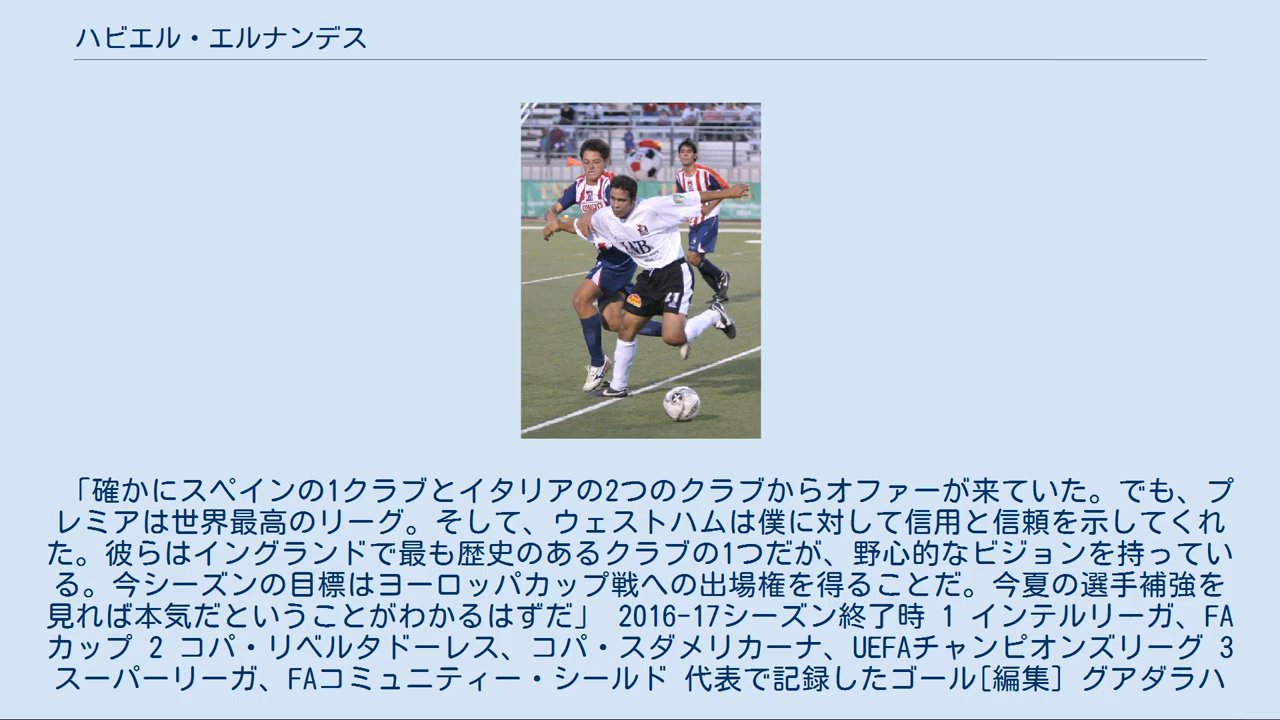 ハビエル・エルナンデス
「確かにスペインの1クラブとイタリアの2つのクラブからオファーが来ていた。でも、プ
レミアは世界最高のリーグ。そして、ウェストハムは僕に対して信用と信頼を示してくれ
た。彼らはイングランドで最も歴史のあるクラブの1つだが、野心的なビジョンを持ってい
る。今シーズンの目標はヨーロッパカップ戦への出場権を得ることだ。今夏の選手補強を
見れば本気だということがわかるはずだ」 2016-17シーズン終了時 1 インテルリーガ、FA
カップ 2 コパ・リベルタドーレス、コパ・スダメリカーナ、UEFAチャンピオンズリーグ 3
スーパーリーガ、FAコミュニティー・シールド 代表で記録したゴール[編集] グアダラハ